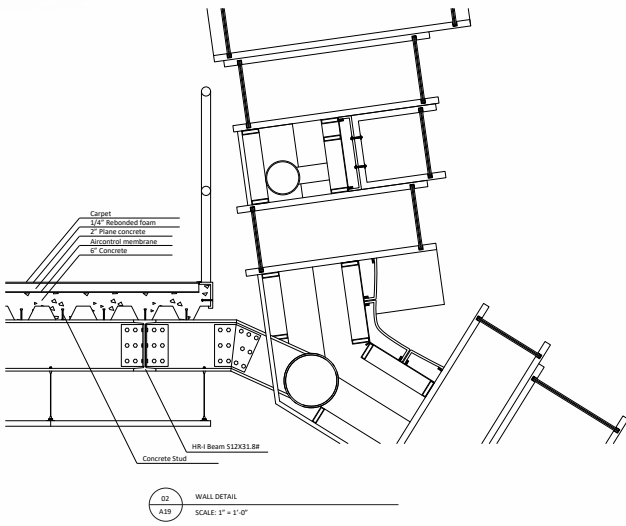 Carpet
1/4" Rebonded foam
2" Plane concrete
Aircontrol membrane
6" Concrete
HR-I Beam S12X31.8#
Concrete Stud
02
WALL DETAIL
A19
SCALE: 1" = 1'-0"